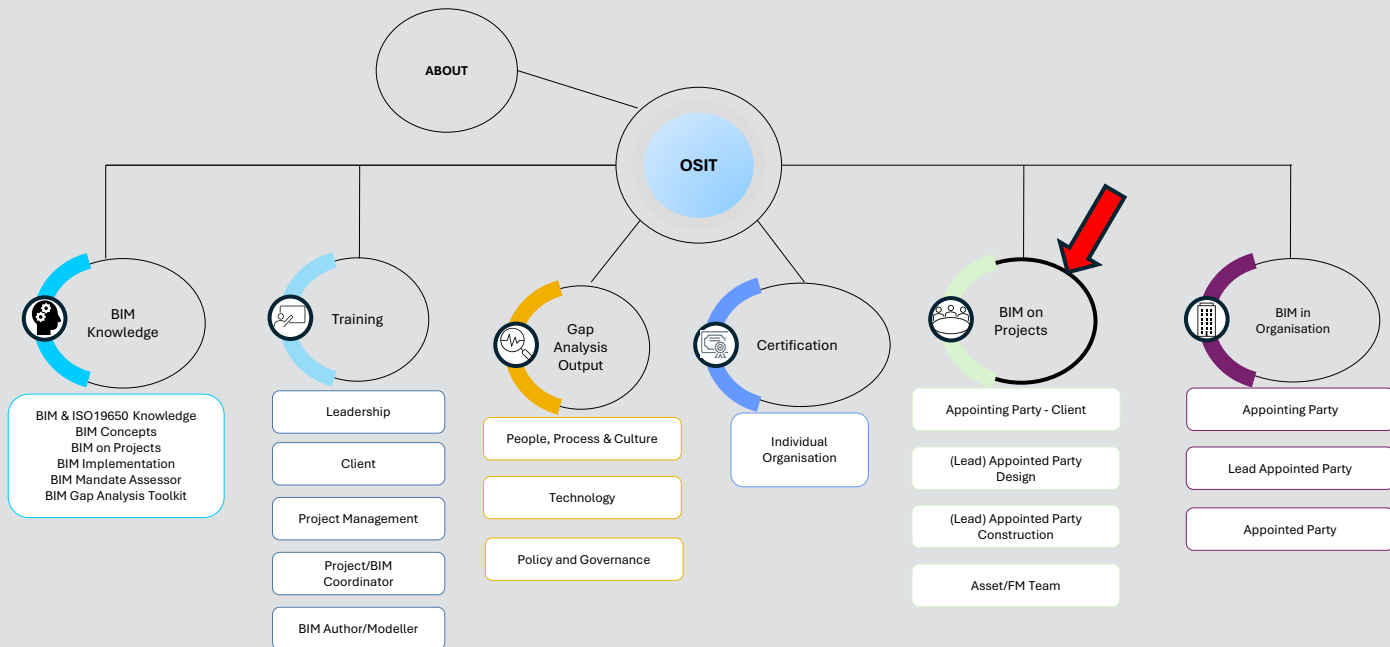 ABOUT
OSIT
BIM
Knowledge
BIM & ISO19650 Knowledge
BIM Concepts
BIM on Projects
BIM Implementation
BIM Mandate Assessor
BIM Gap Analysis Toolkit
Training
Leadership
Client
Project Management
Project/BIM
Coordinator
BIM Author/Modeller
Gap
Analysis
Output
People, Process & Culture
Technology
Policy and Governance
Certification
Individual
Organisation
BIM on
Projects
Appointing Party - Client
(Lead) Appointed Party
Design
(Lead) Appointed Party
Construction
Asset/FM Team
BIM in
Organisation
Appointing Party
Lead Appointed Party
Appointed Party